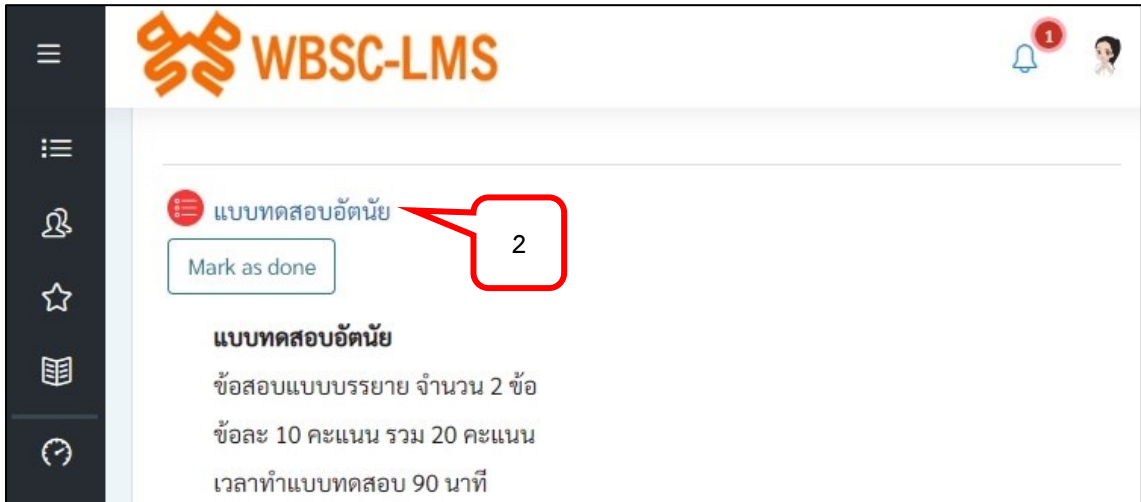 WBSC-LMS
1
แบบทดสอบอัตนัย
2
Mark as done
แบบทดสอบอัตนัย
ข้อสอบแบบบรรยาย จำนวน 2 ข้อ
ข้อละ 10 คะแนน รวม 20 คะแนน
เวลาทำแบบทดสอบ 90 นาที